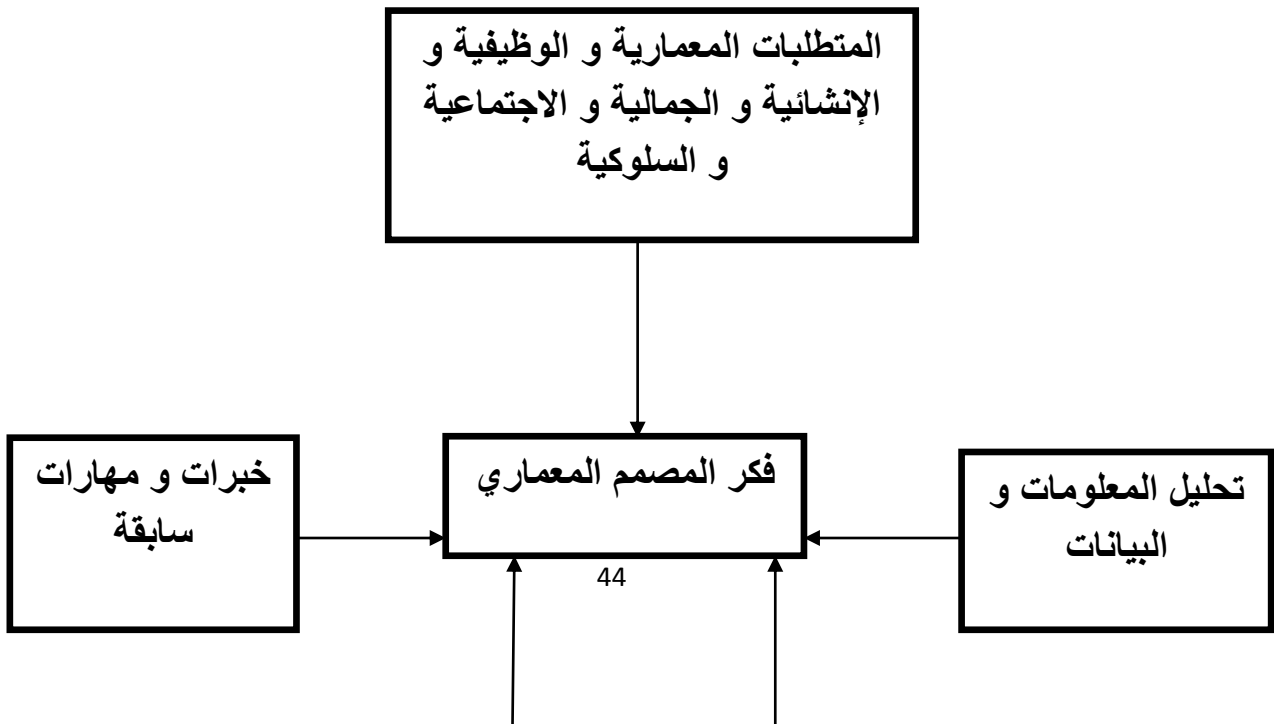 المتطلبات المعمارية و الوظيفية و
الإنشائية و الجمالية و الاجتماعية
و السلوكية
فكر المصمم المعماري
تحليل المعلومات و
البيانات
خبرات و مهارات
سابقة
44